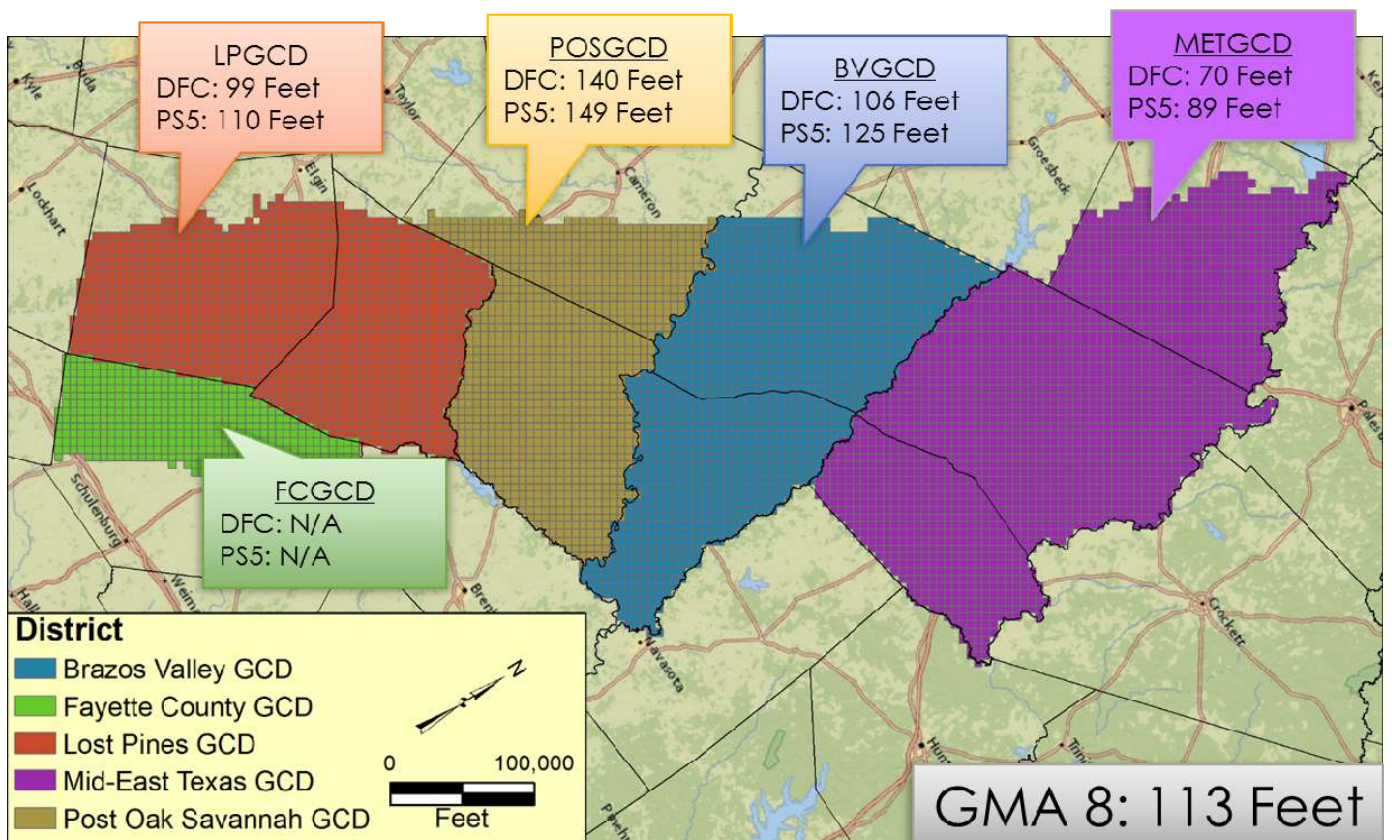 LPGCD
DFC: 99 Feet
PS5: 110 Feet
POSGCD
DFC: 140 Feet
PS5: 149 Feet
BVGCD
DFC: 106 Feet
PS5: 125 Feet
METGCD
DFC: 70 Feet
PS5: 89 Feet
Kyle
Buda
Taylor
Lockhart
Elgin
Cameron
Groesbeck
FCGCD
DFC: N/A
PS5: N/A
Schulenburg
Navasota
Crockett
District
Brazos Valley GCD
Fayette County GCD
Lost Pines GCD
Mid-East Texas GCD
Post Oak Savannah GCD
N
0 100,000
Feet
GMA 8: 113 Feet